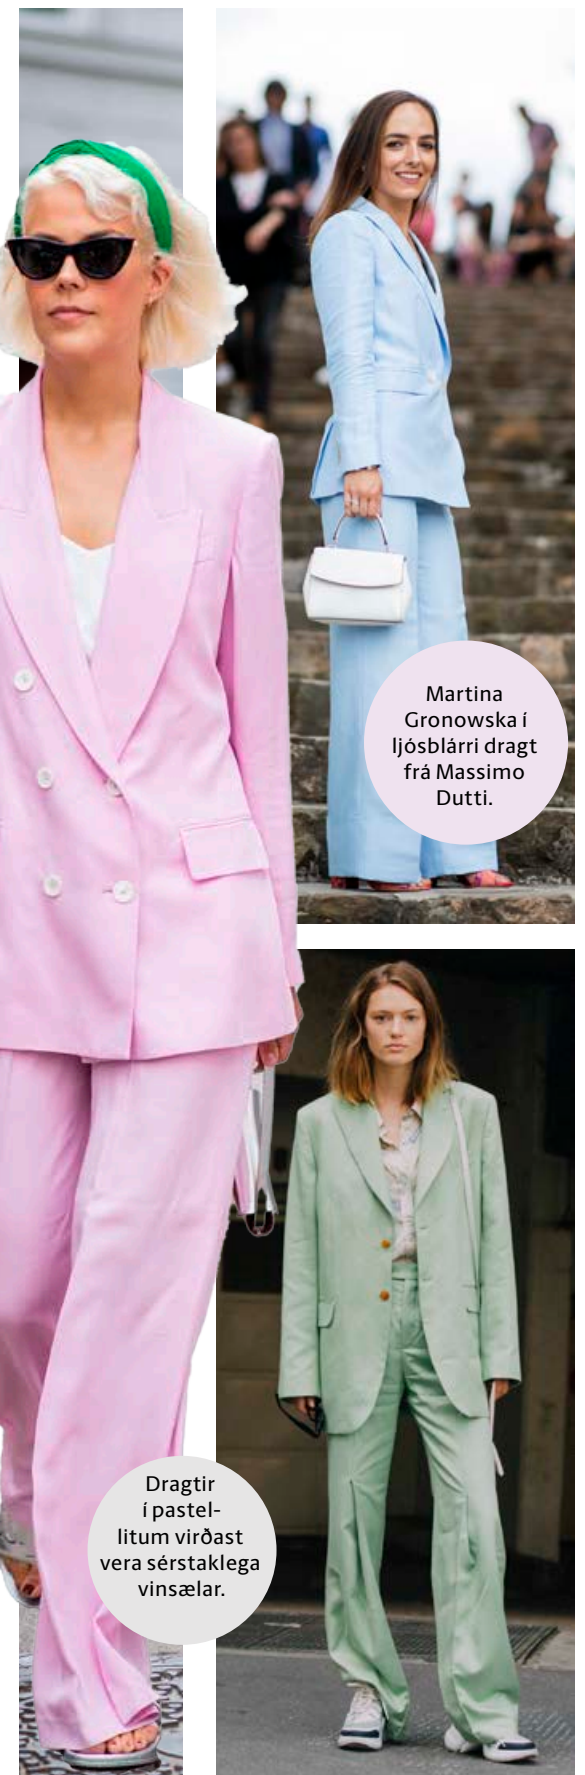 Martina
Gronowska í
ljósblárri dragt
frá Massimo
Dutti.
Dragtir
í pastel-
litum virðast
vera sérstaklega
vinsælar.